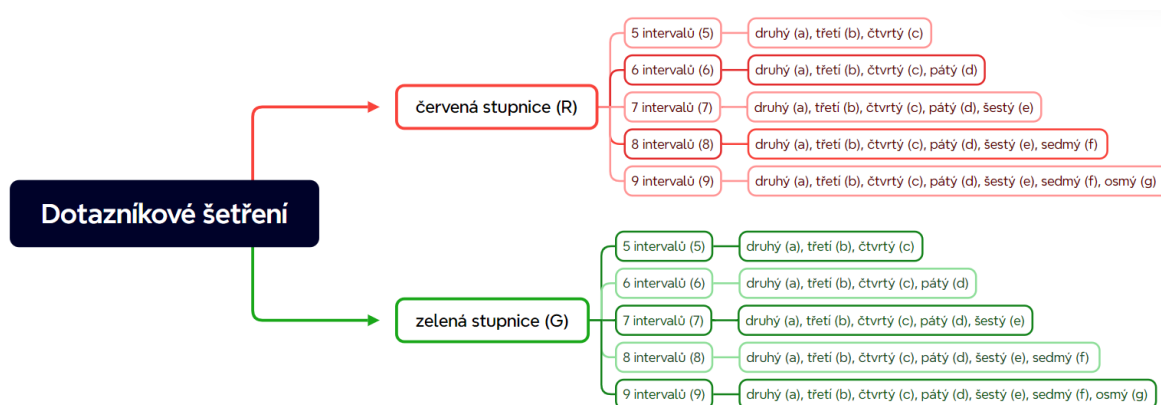 Dotazníkové šetření
červená stupnice (R)
5 intervalů (5)
druhý (a), třetí (b), čtvrtý (c)
6 intervalů (6)
druhý (a), třetí (b), čtvrtý (c), pátý (d)
7 intervalů (7)
druhý (a), třetí (b), čtvrtý (c), pátý (d), šestý (e)
8 intervalů (8)
druhý (a), třetí (b), čtvrtý (c), pátý (d), šestý (e), sedmý (f)
9 intervalů (9)
druhý (a), třetí (b), čtvrtý (c), pátý (d), šestý (e), sedmý (f), osmý (g)
zelená stupnice (G)
5 intervalů (5)
druhý (a), třetí (b), čtvrtý (c)
6 intervalů (6)
druhý (a), třetí (b), čtvrtý (c), pátý (d)
7 intervalů (7)
druhý (a), třetí (b), čtvrtý (c), pátý (d), šestý (e)
8 intervalů (8)
druhý (a), třetí (b), čtvrtý (c), pátý (d), šestý (e), sedmý (f)
9 intervalů (9)
druhý (a), třetí (b), čtvrtý (c), pátý (d), šestý (e), sedmý (f), osmý (g)